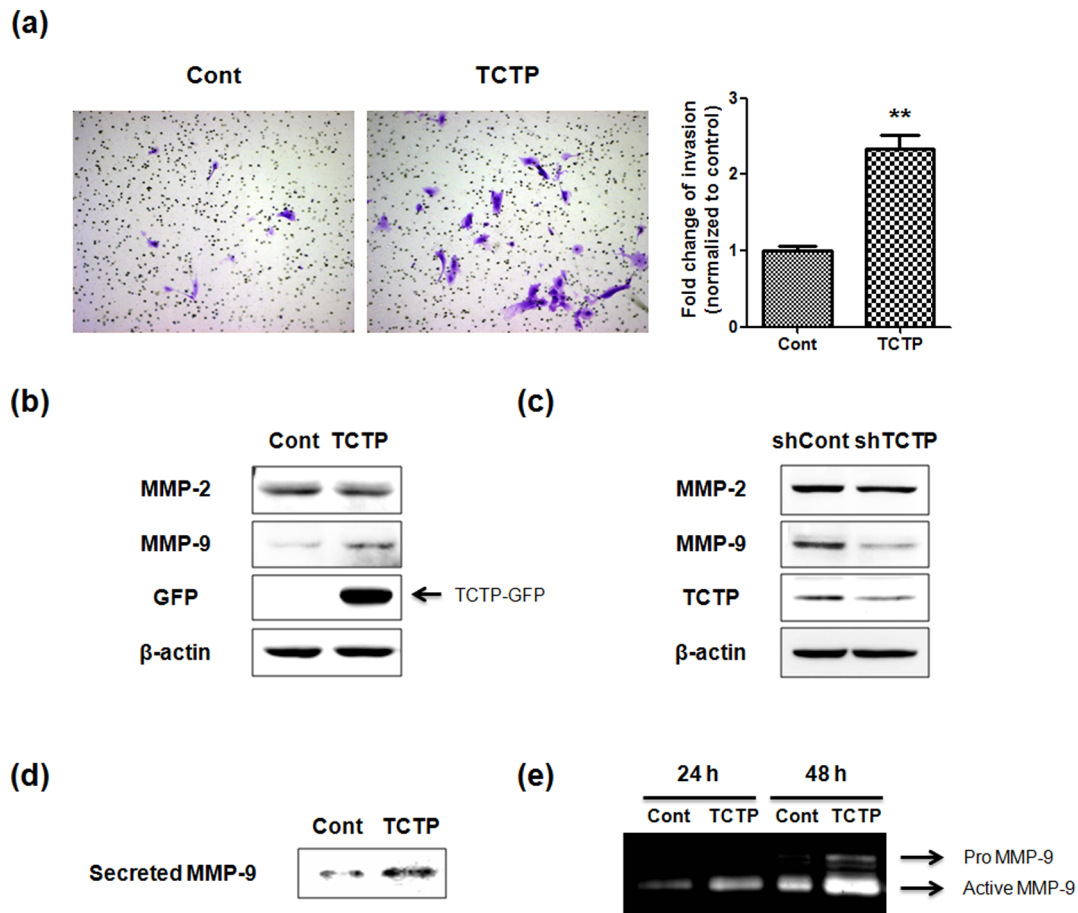 (a)
Cont
TCTP
Fold change of invasion
(normalized to control)
3
2
1
0
**
Cont
TCTP
(b)
Cont TCTP
MMP-2
MMP-9
GFP
TCTP-GFP
β-actin
(c)
shCont shTCTP
MMP-2
MMP-9
TCTP
β-actin
(d)
Cont TCTP
Secreted MMP-9
(e)
24 h 48 h
Cont TCTP Cont TCTP
Pro MMP-9
Active MMP-9